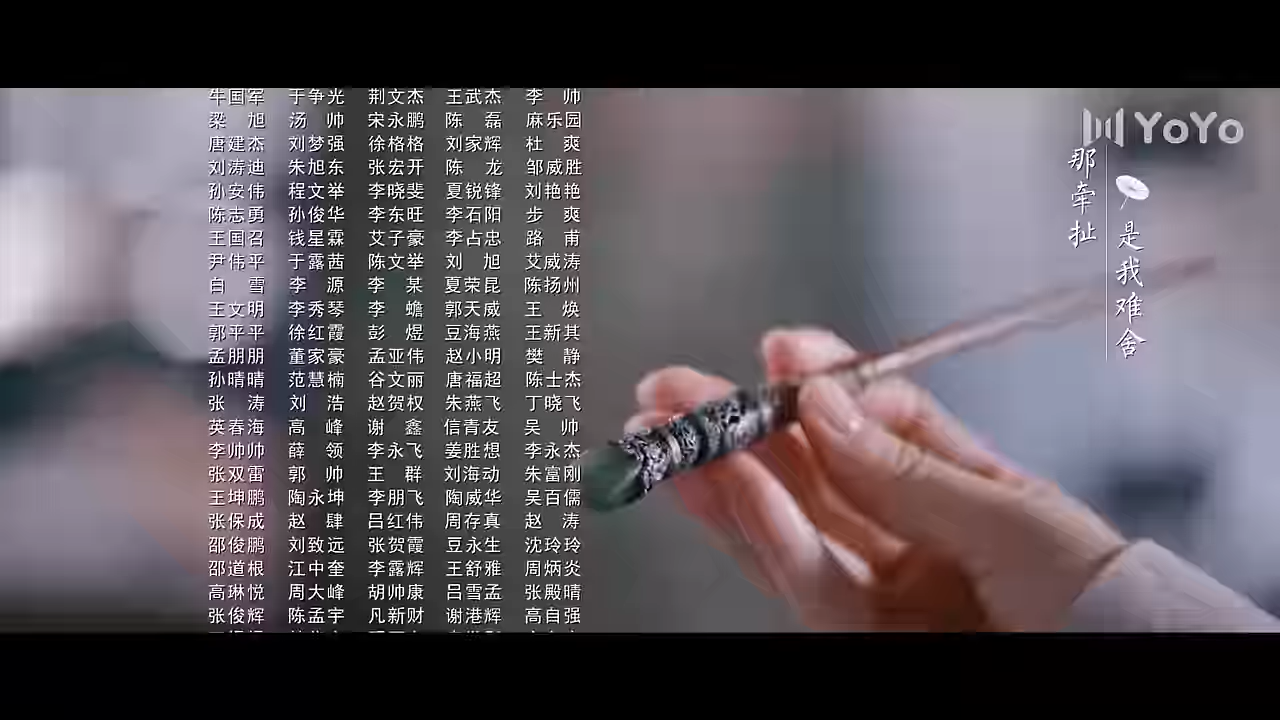 牛国军 于争光 荆文杰 王武杰 李 帅
梁 旭 汤 帅 宋永鹏 陈 磊 麻乐园
唐建杰 刘梦强 徐格格 刘家辉 杜 爽
刘涛迪 朱旭东 张宏开 陈 龙 邹威胜
孙安伟 程文举 李晓斐 夏锐锋 刘艳艳
陈志勇 孙俊华 李东旺 李石阳 步 爽
王国召 钱星霖 艾子豪 李占忠 路 甫
尹伟平 于露茜 陈文举 刘 旭 艾威涛
白 雪 李 源 李 某 夏荣昆 陈扬州
王文明 李秀琴 李 蟾 郭天威 王 焕
郭平平 徐红霞 彭 煜 豆海燕 王新其
孟朋朋 董家豪 孟亚伟 赵小明 樊 静
孙晴晴 范慧楠 谷文丽 唐福超 陈士杰
张 涛 刘 浩 赵贺权 朱燕飞 丁晓飞
英春海 高 峰 谢 鑫 信青友 吴 帅
李帅帅 薛 领 李永飞 姜胜想 李永杰
张双雷 郭 帅 王 群 刘海动 朱富刚
王坤鹏 陶永坤 李朋飞 陶威华 吴百儒
张保成 赵 肆 吕红伟 周存真 赵 涛
邵俊鹏 刘致远 张贺霞 豆永生 沈玲玲
邵道根 江中奎 李露辉 王舒雅 周炳炎
高琳悦 周大峰 胡帅康 吕雪孟 张殿晴
张俊辉 陈孟宇 凡新财 谢港辉 高自强
YoYo
那牵扯
是我难舍